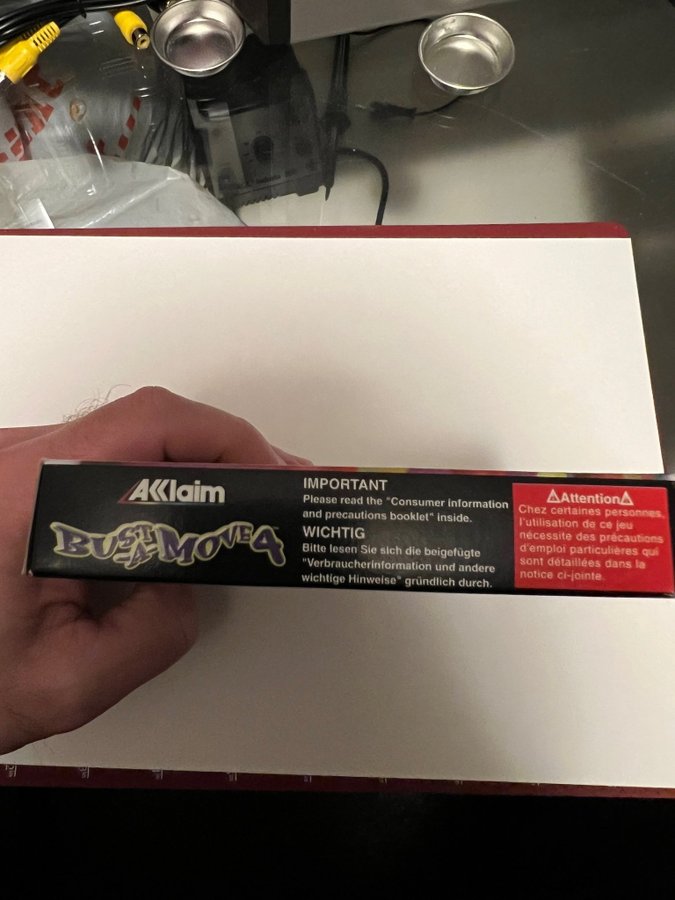 AKKlaim
BUST-A-MOVE 4
IMPORTANT
Please read the "Consumer information
and precautions booklet" inside.
WICHTIG
Bitte lesen Sie sich die beigefügte
"Verbraucherinformation und andere
wichtige Hinweise" gründlich durch.
Attention
Chez certaines personnes,
l'utilisation de ce jeu
nécessite des précautions
d'emploi particulières qui
sont détaillées dans la
notice ci-jointe.